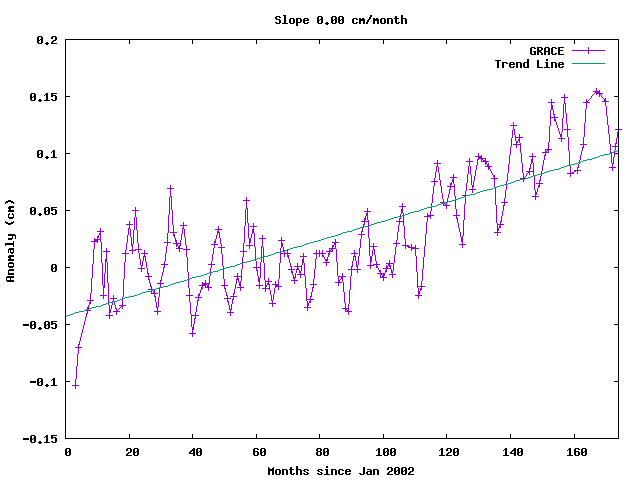 Slope 0.00 cm/month
GRACE
Trend Line
0.2
0.15
0.1
0.05
0
-0.05
-0.1
-0.15
Anomaly (cm)
0 20 40 60 80 100 120 140 160
Months since Jan 2002